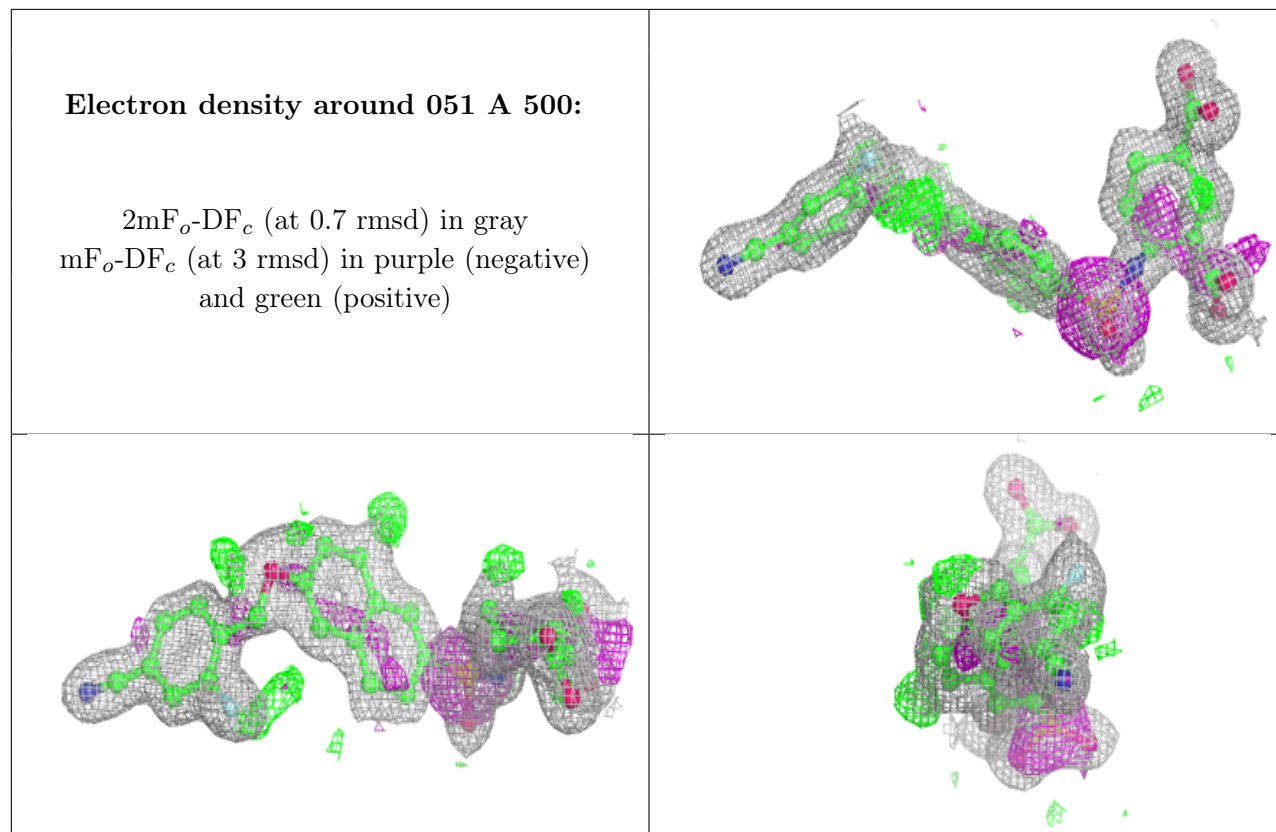 Electron density around 051 A 500:
2mFo-DFc (at 0.7 rmsd) in gray
mFo-DFc (at 3 rmsd) in purple (negative)
and green (positive)